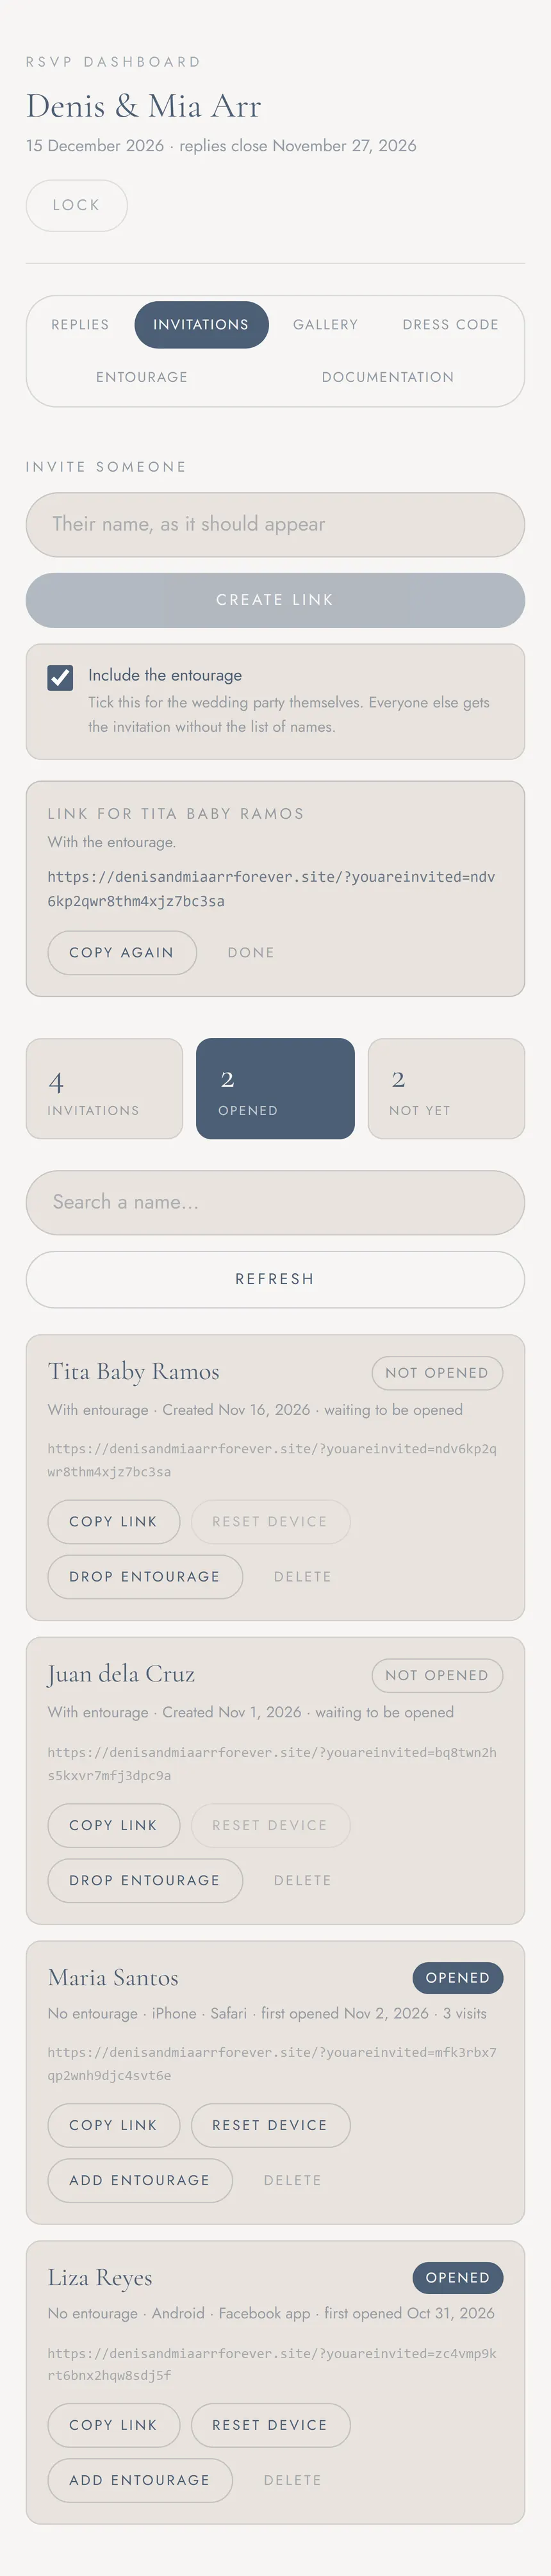 RSVP DASHBOARD
Denis & Mia Arr
15 December 2026 · replies close November 27, 2026
LOCK
REPLIES INVITATIONS GALLERY DRESS CODE
ENTOURAGE DOCUMENTATION
INVITE SOMEONE
Their name, as it should appear
CREATE LINK
Include the entourage
Tick this for the wedding party themselves. Everyone else gets
the invitation without the list of names.
LINK FOR TITA BABY RAMOS
With the entourage.
https://denisandmiaarrforever.site/?youareinvited=ndv
6kp2qwr8thm4xjz7bc3sa
COPY AGAIN DONE
4 2 2
INVITATIONS OPENED NOT YET
Search a name...
REFRESH
Tita Baby Ramos NOT OPENED
With entourage · Created Nov 16, 2026 · waiting to be opened
https://denisandmiaarrforever.site/?youareinvited=ndv6kp2q
wr8thm4xjz7bc3sa
COPY LINK RESET DEVICE
DROP ENTOURAGE DELETE
Juan dela Cruz NOT OPENED
With entourage · Created Nov 1, 2026 · waiting to be opened
https://denisandmiaarrforever.site/?youareinvited=bq8twn2h
s5kxvr7mfj3dpc9a
COPY LINK RESET DEVICE
DROP ENTOURAGE DELETE
Maria Santos OPENED
No entourage · iPhone · Safari · first opened Nov 2, 2026 · 3 visits
https://denisandmiaarrforever.site/?youareinvited=mfk3rbx7
qp2wnh9djc4svt6e
COPY LINK RESET DEVICE
ADD ENTOURAGE DELETE
Liza Reyes OPENED
No entourage · Android · Facebook app · first opened Oct 31, 2026
https://denisandmiaarrforever.site/?youareinvited=zc4vmp9k
rt6bnx2hqw8sdj5f
COPY LINK RESET DEVICE
ADD ENTOURAGE DELETE